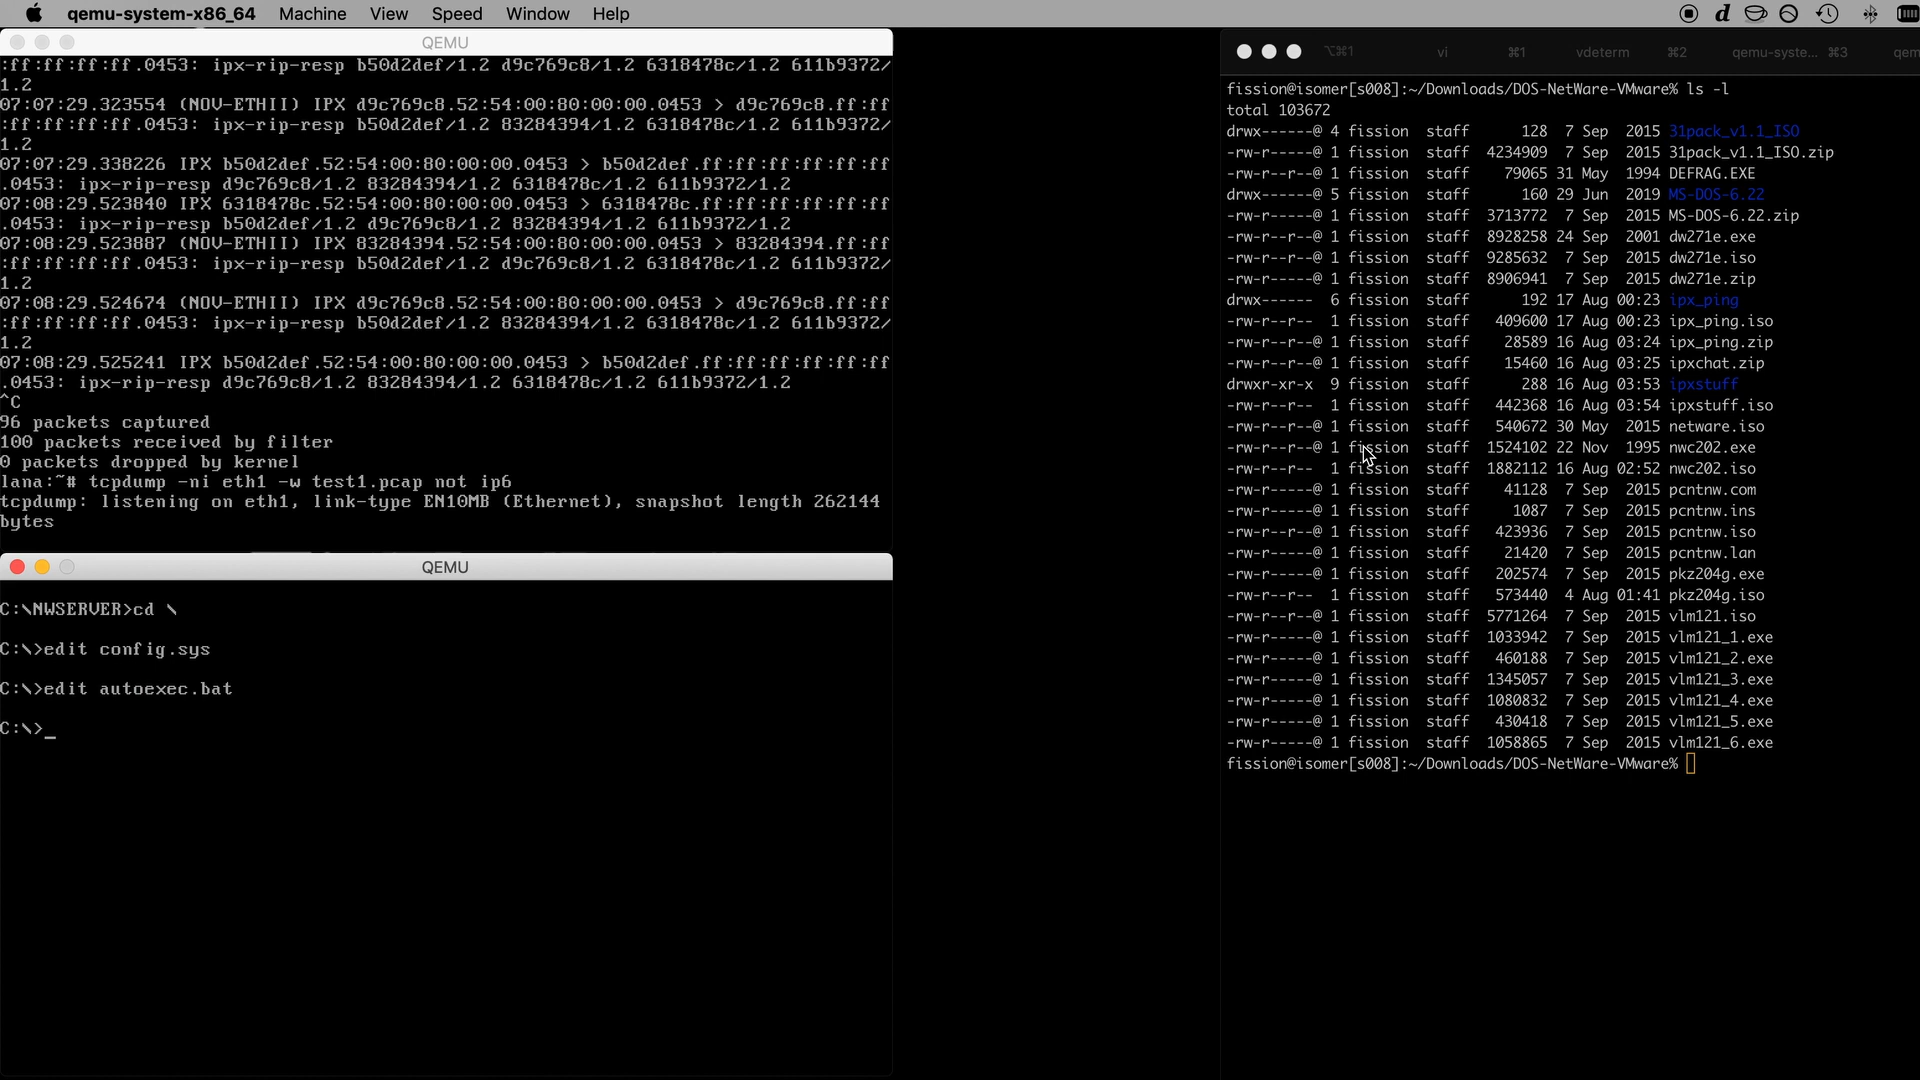 qemu-system-x86_64 Machine View Speed Window Help
QEMU
:ff:ff:ff:ff.0453: ipx-rip-resp b50d2def/1.2 d9c769c8/1.2 6318478c/1.2 611b9372/
1.2
07:07:29.323554 (NOV-ETHII) IPX d9c769c8.52:54:00:80:00:00.0453 > d9c769c8.ff:ff
:ff:ff:ff:ff.0453: ipx-rip-resp b50d2def/1.2 83284394/1.2 6318478c/1.2 611b9372/
1.2
07:07:29.338226 IPX b50d2def.52:54:00:80:00:00.0453 > b50d2def.ff:ff:ff:ff:ff:ff
.0453: ipx-rip-resp d9c769c8/1.2 83284394/1.2 6318478c/1.2 611b9372/1.2
07:08:29.523840 IPX 6318478c.52:54:00:80:00:00.0453 > 6318478c.ff:ff:ff:ff:ff:ff
.0453: ipx-rip-resp b50d2def/1.2 d9c769c8/1.2 83284394/1.2 611b9372/1.2
07:08:29.523887 (NOV-ETHII) IPX 83284394.52:54:00:80:00:00.0453 > 83284394.ff:ff
:ff:ff:ff:ff.0453: ipx-rip-resp b50d2def/1.2 d9c769c8/1.2 6318478c/1.2 611b9372/
1.2
07:08:29.524674 (NOV-ETHII) IPX d9c769c8.52:54:00:80:00:00.0453 > d9c769c8.ff:ff
:ff:ff:ff:ff.0453: ipx-rip-resp b50d2def/1.2 83284394/1.2 6318478c/1.2 611b9372/
1.2
07:08:29.525241 IPX b50d2def.52:54:00:80:00:00.0453 > b50d2def.ff:ff:ff:ff:ff:ff
.0453: ipx-rip-resp d9c769c8/1.2 83284394/1.2 6318478c/1.2 611b9372/1.2
^C
96 packets captured
100 packets received by filter
0 packets dropped by kernel
lana:~# tcpdump -ni eth1 -w test1.pcap not ip6
tcpdump: listening on eth1, link-type EN10MB (Ethernet), snapshot length 262144
bytes
QEMU
C:\NWSERVER>cd \
C:\>edit config.sys
C:\>edit autoexec.bat
C:\>_
⌥⌘1 vi ⌘1 vdeterm ⌘2 qemu-syste... ⌘3 qem
fission@isomer[s008]:~/Downloads/DOS-NetWare-VMware% ls -l
total 103672
drwx------@ 4 fission staff 128 7 Sep 2015 31pack_v1.1_ISO
-rw-r-----@ 1 fission staff 4234909 7 Sep 2015 31pack_v1.1_ISO.zip
-rw-r--r--@ 1 fission staff 79065 31 May 1994 DEFRAG.EXE
drwx------@ 5 fission staff 160 29 Jun 2019 MS-DOS-6.22
-rw-r-----@ 1 fission staff 3713772 7 Sep 2015 MS-DOS-6.22.zip
-rw-r--r--@ 1 fission staff 8928258 24 Sep 2001 dw271e.exe
-rw-r--r--@ 1 fission staff 9285632 7 Sep 2015 dw271e.iso
-rw-r-----@ 1 fission staff 8906941 7 Sep 2015 dw271e.zip
drwx------ 6 fission staff 192 17 Aug 00:23 ipx_ping
-rw-r--r-- 1 fission staff 409600 17 Aug 00:23 ipx_ping.iso
-rw-r--r--@ 1 fission staff 28589 16 Aug 03:24 ipx_ping.zip
-rw-r--r--@ 1 fission staff 15460 16 Aug 03:25 ipxchat.zip
drwxr-xr-x 9 fission staff 288 16 Aug 03:53 ipxstuff
-rw-r--r-- 1 fission staff 442368 16 Aug 03:54 ipxstuff.iso
-rw-r--r--@ 1 fission staff 540672 30 May 2015 netware.iso
-rw-r--r--@ 1 fission staff 1524102 22 Nov 1995 nwc202.exe
-rw-r--r-- 1 fission staff 1882112 16 Aug 02:52 nwc202.iso
-rw-r-----@ 1 fission staff 41128 7 Sep 2015 pcntnw.com
-rw-r-----@ 1 fission staff 1087 7 Sep 2015 pcntnw.ins
-rw-r--r--@ 1 fission staff 423936 7 Sep 2015 pcntnw.iso
-rw-r-----@ 1 fission staff 21420 7 Sep 2015 pcntnw.lan
-rw-r-----@ 1 fission staff 202574 7 Sep 2015 pkz204g.exe
-rw-r--r-- 1 fission staff 573440 4 Aug 01:41 pkz204g.iso
-rw-r--r--@ 1 fission staff 5771264 7 Sep 2015 vlm121.iso
-rw-r-----@ 1 fission staff 1033942 7 Sep 2015 vlm121_1.exe
-rw-r-----@ 1 fission staff 460188 7 Sep 2015 vlm121_2.exe
-rw-r-----@ 1 fission staff 1345057 7 Sep 2015 vlm121_3.exe
-rw-r-----@ 1 fission staff 1080832 7 Sep 2015 vlm121_4.exe
-rw-r-----@ 1 fission staff 430418 7 Sep 2015 vlm121_5.exe
-rw-r-----@ 1 fission staff 1058865 7 Sep 2015 vlm121_6.exe
fission@isomer[s008]:~/Downloads/DOS-NetWare-VMware%